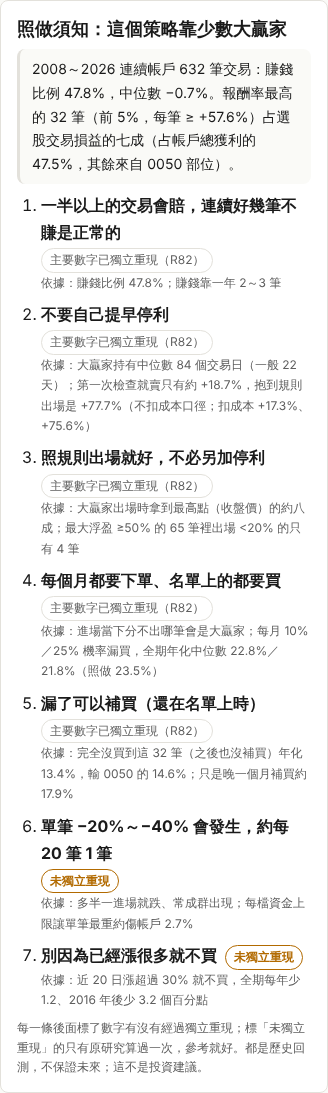 照做須知：這個策略靠少數大贏家
2008～2026 連續帳戶 632 筆交易：賺錢
比例 47.8%，中位數 −0.7%。報酬率最高
的 32 筆（前 5%，每筆 ≥ +57.6%）占選
股交易損益的七成（占帳戶總獲利的
47.5%，其餘來自 0050 部位）。
1. 一半以上的交易會賠，連續好幾筆不
賺是正常的
主要數字已獨立重現（R82）
依據：賺錢比例 47.8%；賺錢靠一年 2～3 筆
2. 不要自己提早停利
主要數字已獨立重現（R82）
依據：大贏家持有中位數 84 個交易日（一般 22
天）；第一次檢查就賣只有約 +18.7%，抱到規則
出場是 +77.7%（不扣成本口徑；扣成本 +17.3%、
+75.6%）
3. 照規則出場就好，不必另加停利
主要數字已獨立重現（R82）
依據：大贏家出場時拿到最高點（收盤價）的約八
成；最大浮盈 ≥50% 的 65 筆裡出場 <20% 的只
有 4 筆
4. 每個月都要下單、名單上的都要買
主要數字已獨立重現（R82）
依據：進場當下分不出哪筆會是大贏家；每月 10%
／25% 機率漏買，全期年化中位數 22.8%／
21.8%（照做 23.5%）
5. 漏了可以補買（還在名單上時）
主要數字已獨立重現（R82）
依據：完全沒買到這 32 筆（之後也沒補買）年化
13.4%，輸 0050 的 14.6%；只是晚一個月補買約
17.9%
6. 單筆 −20%～−40% 會發生，約每
20 筆 1 筆
未獨立重現
依據：多半一進場就跌、常成群出現；每檔資金上
限讓單筆最重約傷帳戶 2.7%
7. 別因為已經漲很多就不買 未獨立重現
依據：近 20 日漲超過 30% 就不買，全期每年少
1.2、2016 年後少 3.2 個百分點
每一條後面標了數字有沒有經過獨立重現；標「未獨立
重現」的只有原研究算過一次，參考就好。都是歷史回
測，不保證未來；這不是投資建議。